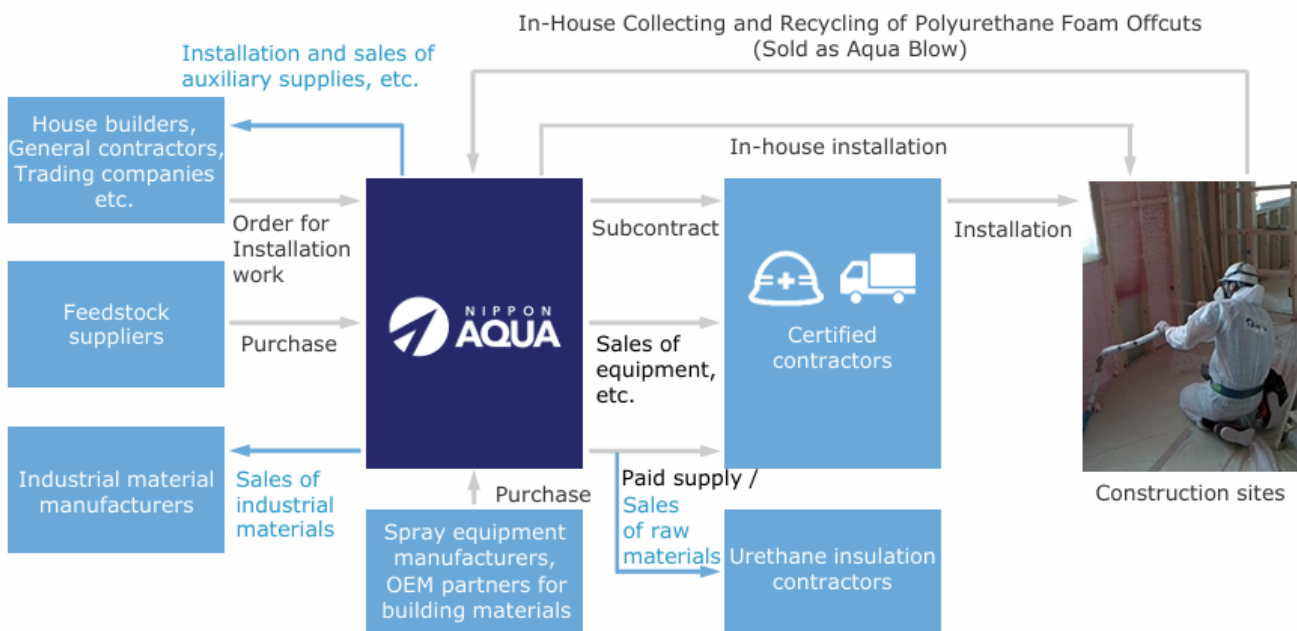 In-House Collecting and Recycling of Polyurethane Foam Offcuts
(Sold as Aqua Blow)
Installation and sales of
auxiliary supplies, etc.
House builders,
General contractors,
Trading companies
etc.
In-house installation
Order for
Installation
work
Subcontract
Installation
Feedstock
suppliers
Purchase
NIPPON
AQUA
Sales of
equipment,
etc.
Certified
contractors
Industrial material
manufacturers
Sales of
industrial
materials
Purchase
Paid supply /
Sales
of raw
materials
Construction sites
Spray equipment
manufacturers,
OEM partners for
building materials
Urethane insulation
contractors